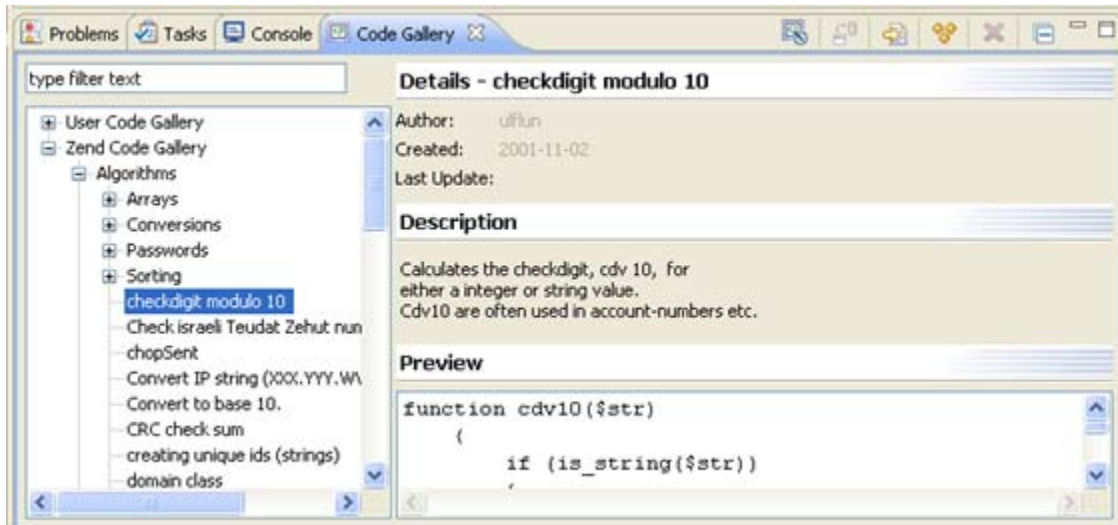 Problems Tasks Console Code Gallery
type filter text
User Code Gallery
Zend Code Gallery
Algorithms
Arrays
Conversions
Passwords
Sorting
checkdigit modulo 10
Check israeli Teudat Zehut nun
chopSent
Convert IP string (XXX.YYY.W
Convert to base 10.
CRC check sum
creating unique ids (strings)
domain class
Details - checkdigit modulo 10
Author: ulflun
Created: 2001-11-02
Last Update:
Description
Calculates the checkdigit, cdv 10, for
either a integer or string value.
Cdv10 are often used in account-numbers etc.
Preview
function cdv10($str)
{
if (is_string($str))